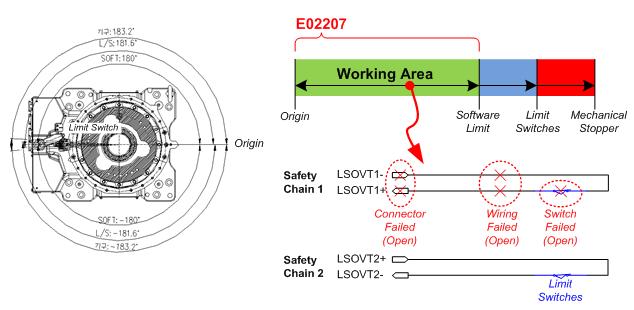 기구:183.2°
L/S:181.6°
SOFT:180°
Limit Switch
Origin
SOFT:-180°
L/S:-181.6°
기구:-183.2°
E02207
Working Area
Origin
Software
Limit
Limit
Switches
Mechanical
Stopper
Safety
Chain 1
LSOVT1-
LSOVT1+
Connector
Failed
(Open)
Wiring
Failed
(Open)
Switch
Failed
(Open)
Safety
Chain 2
LSOVT2+
LSOVT2-
Limit
Switches